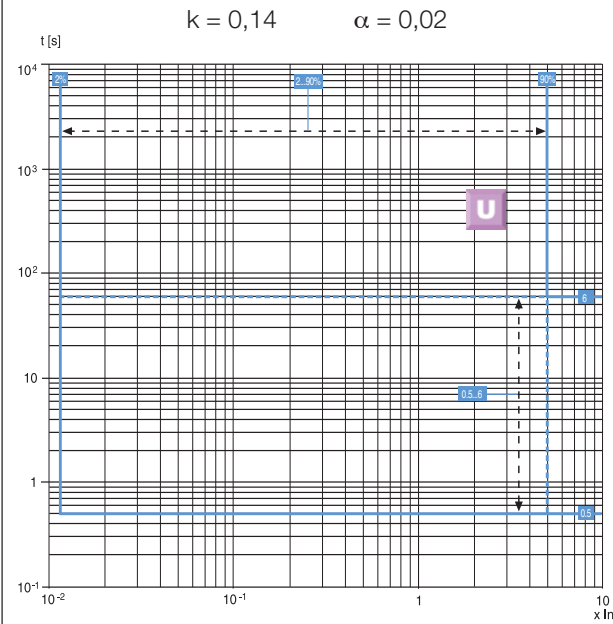 k = 0,14 α = 0,02
t [s]
10⁴
2% 2...90% 90%
10³
U
10²
6
10
0.5...6
1
0.5
10⁻¹
10⁻² 10⁻¹ 1 10
x In